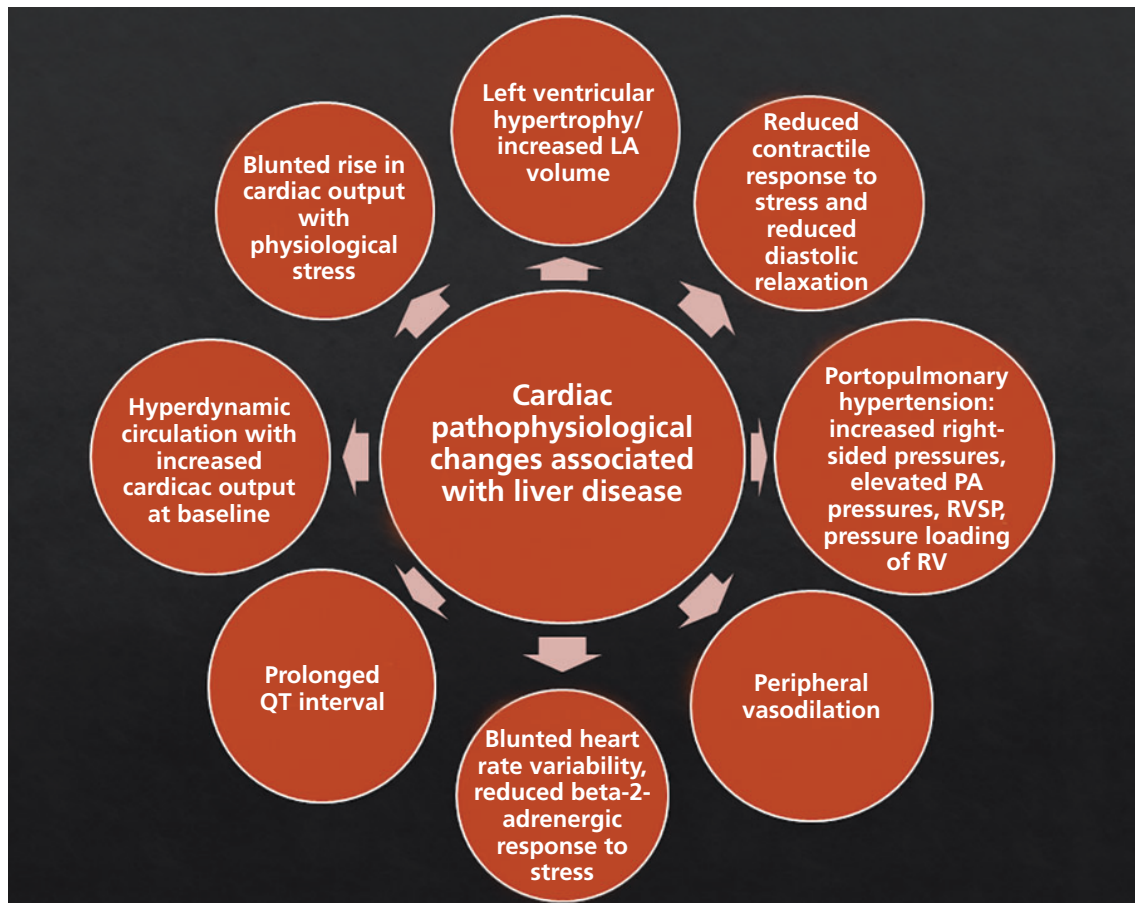 Left ventricular
hypertrophy/
increased LA
volume
Reduced
contractile
response to
stress and
reduced
diastolic
relaxation
Portopulmonary
hypertension:
increased right-
sided pressures,
elevated PA
pressures, RVSP,
pressure loading
of RV
Peripheral
vasodilation
Blunted heart
rate variability,
reduced beta-2-
adrenergic
response to
stress
Prolonged
QT interval
Hyperdynamic
circulation with
increased
cardicac output
at baseline
Blunted rise in
cardiac output
with
physiological
stress
Cardiac
pathophysiological
changes associated
with liver disease